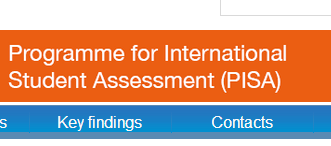 Programme for International
Student Assessment (PISA)
Key findings Contacts